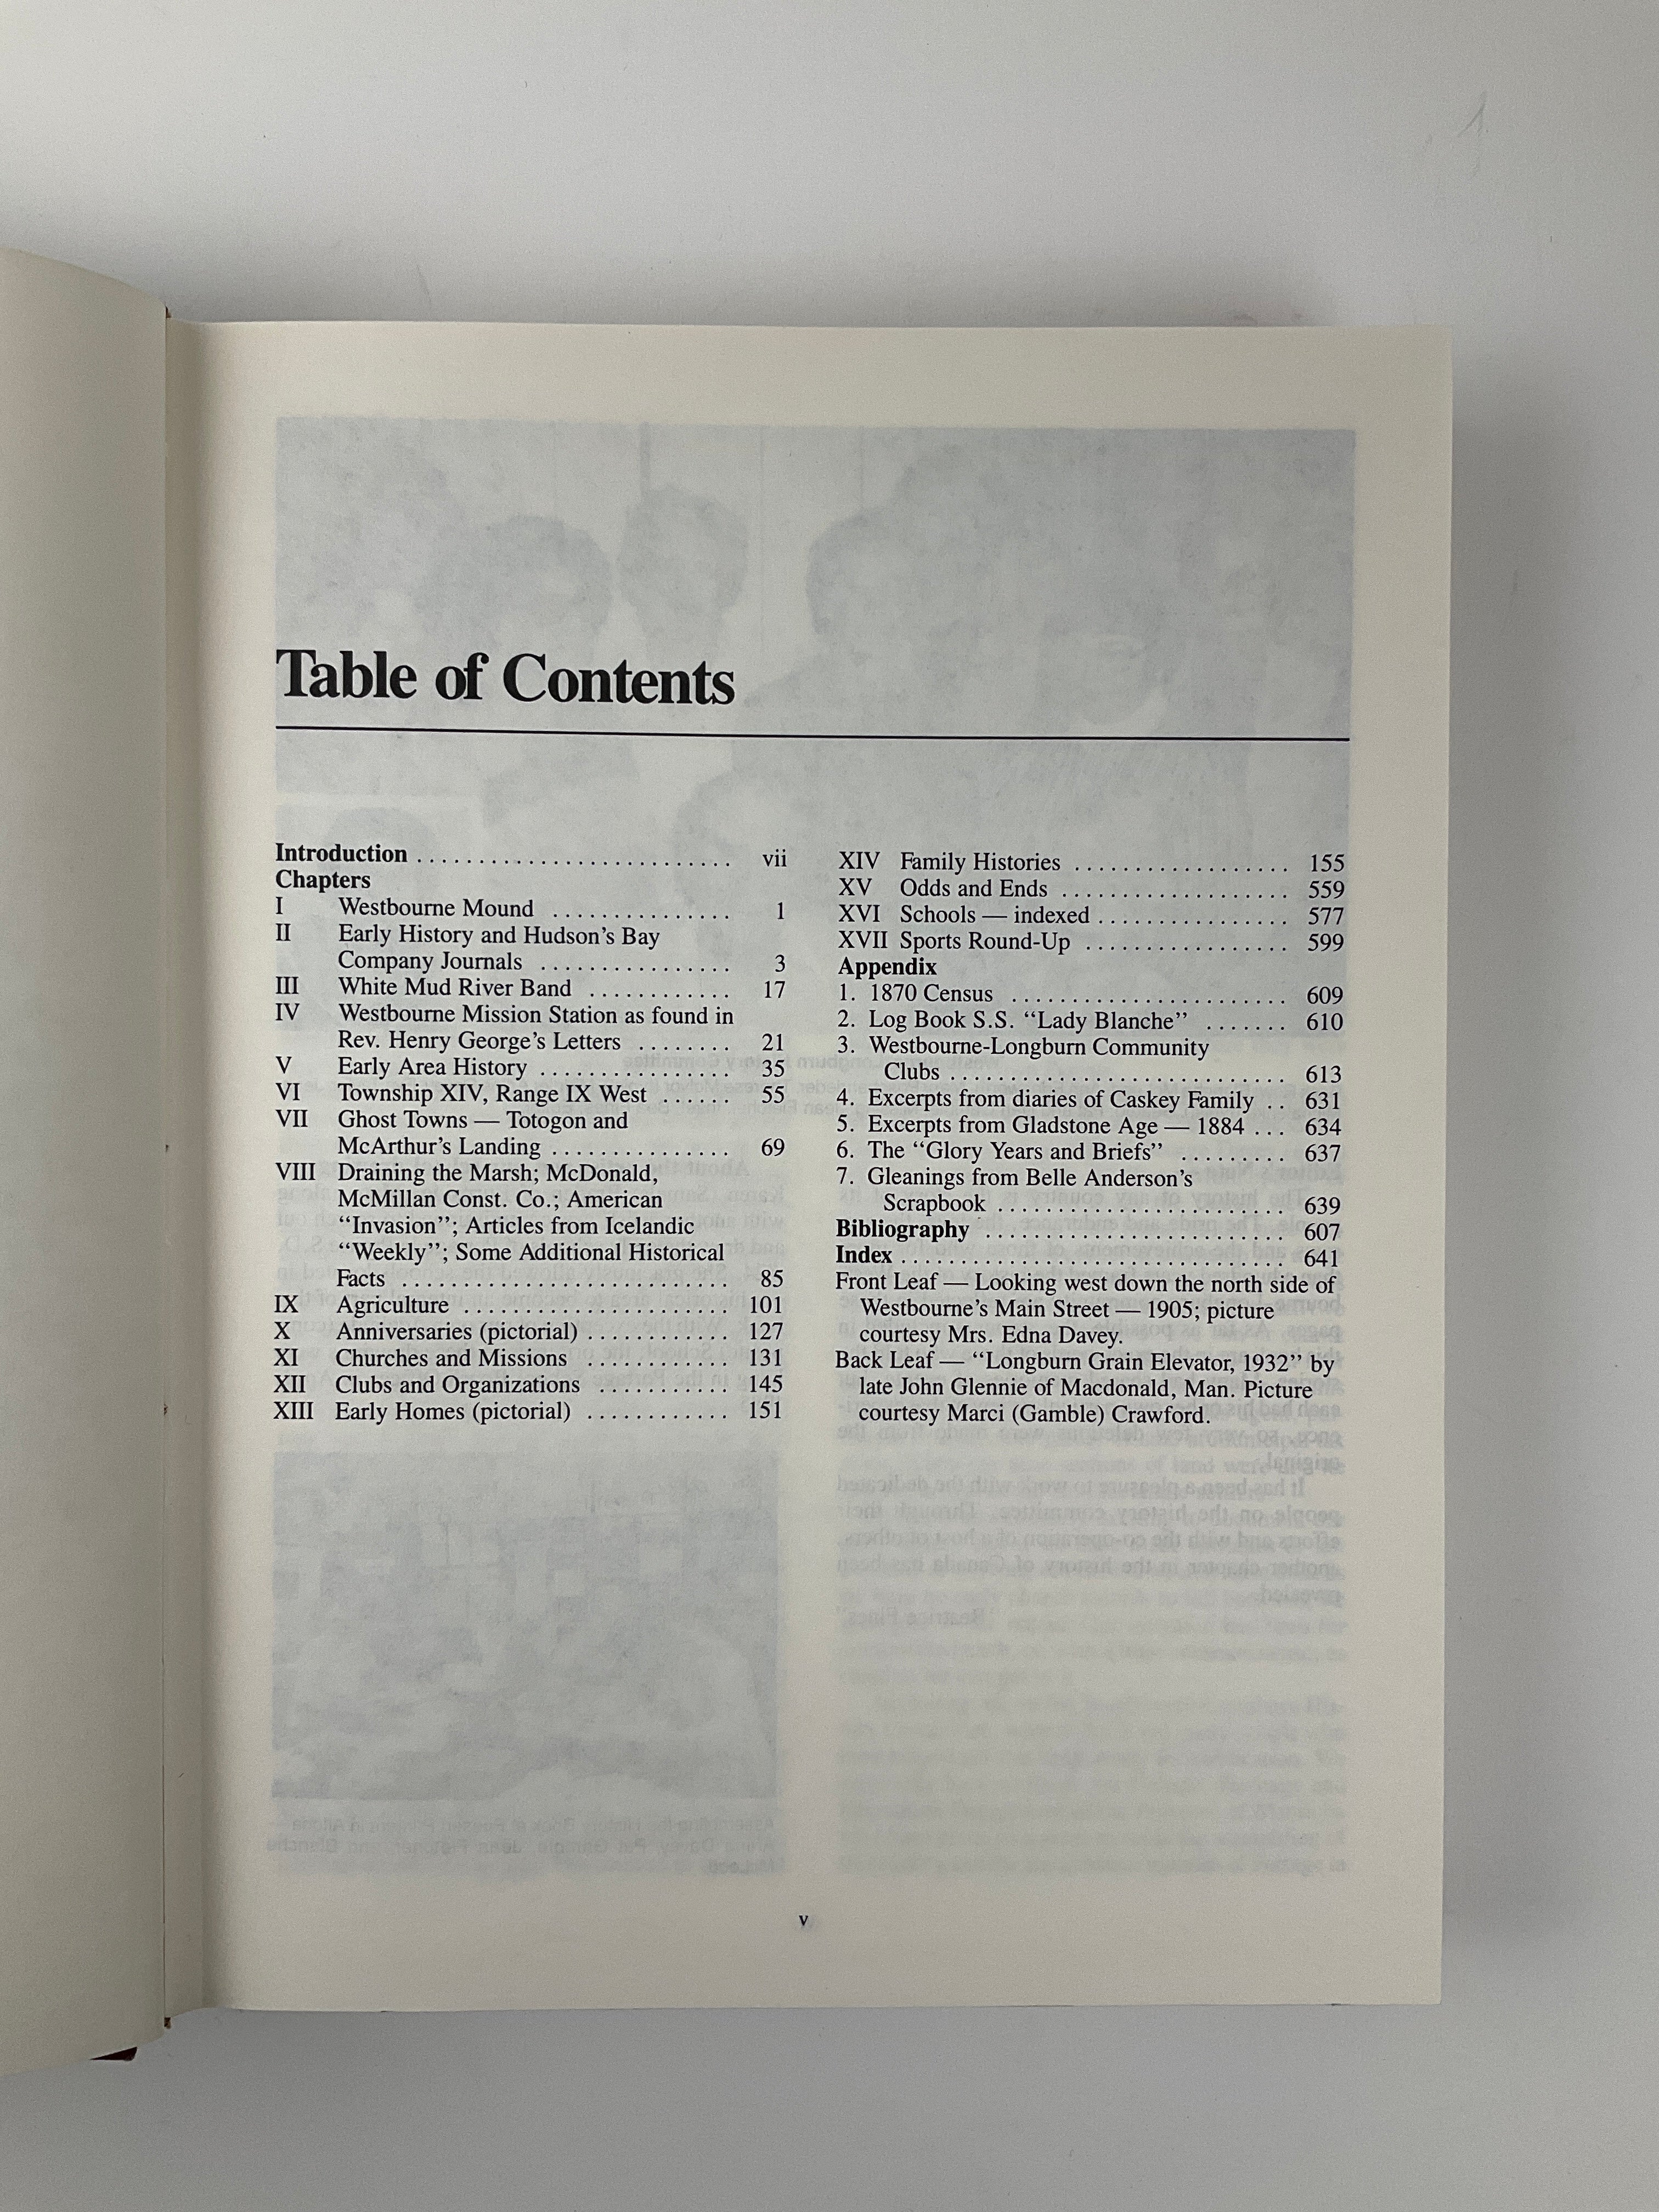 Table of Contents
Introduction . . . . . . . . . . . . . . . . . . . . . . . . . . vii
Chapters
I Westbourne Mound . . . . . . . . . . . . . . . 1
II Early History and Hudson’s Bay
Company Journals . . . . . . . . . . . . . . . . 3
III White Mud River Band . . . . . . . . . . . . 17
IV Westbourne Mission Station as found in
Rev. Henry George’s Letters . . . . . . . . 21
V Early Area History . . . . . . . . . . . . . . . . 35
VI Township XIV, Range IX West . . . . . . 55
VII Ghost Towns — Totogon and
McArthur’s Landing . . . . . . . . . . . . . . . 69
VIII Draining the Marsh; McDonald,
McMillan Const. Co.; American
‘‘Invasion’’; Articles from Icelandic
‘‘Weekly’’; Some Additional Historical
Facts . . . . . . . . . . . . . . . . . . . . . . . . . . . 85
IX Agriculture . . . . . . . . . . . . . . . . . . . . . . 101
X Anniversaries (pictorial) . . . . . . . . . . . . 127
XI Churches and Missions . . . . . . . . . . . . 131
XII Clubs and Organizations . . . . . . . . . . . 145
XIII Early Homes (pictorial) . . . . . . . . . . . . 151
XIV Family Histories . . . . . . . . . . . . . . . . . . 155
XV Odds and Ends . . . . . . . . . . . . . . . . . . . 559
XVI Schools — indexed . . . . . . . . . . . . . . . . 577
XVII Sports Round-Up . . . . . . . . . . . . . . . . . 599
Appendix
1. 1870 Census . . . . . . . . . . . . . . . . . . . . . . . 609
2. Log Book S.S. ‘‘Lady Blanche’’ . . . . . . . 610
3. Westbourne-Longburn Community
Clubs . . . . . . . . . . . . . . . . . . . . . . . . . . . . 613
4. Excerpts from diaries of Caskey Family . . 631
5. Excerpts from Gladstone Age — 1884 . . . 634
6. The ‘‘Glory Years and Briefs’’ . . . . . . . . . 637
7. Gleanings from Belle Anderson’s
Scrapbook . . . . . . . . . . . . . . . . . . . . . . . . 639
Bibliography . . . . . . . . . . . . . . . . . . . . . . . . . 607
Index . . . . . . . . . . . . . . . . . . . . . . . . . . . . . . . . 641
Front Leaf — Looking west down the north side of
Westbourne’s Main Street — 1905; picture
courtesy Mrs. Edna Davey.
Back Leaf — ‘‘Longburn Grain Elevator, 1932’’ by
late John Glennie of Macdonald, Man. Picture
courtesy Marci (Gamble) Crawford.
v